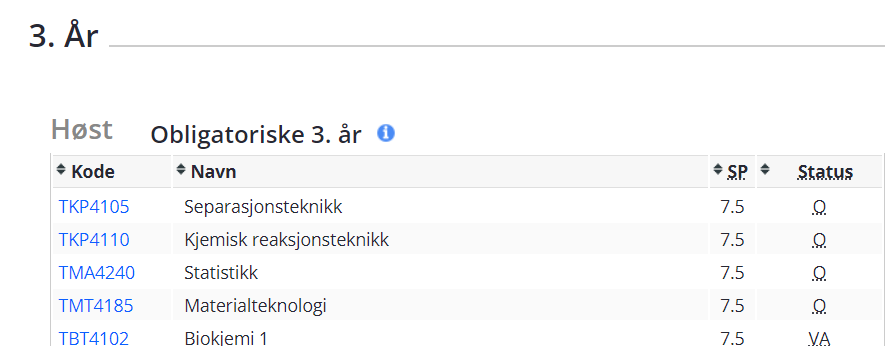 3. År
Høst Obligatoriske 3. år
Kode Navn SP Status
TKP4105 Separasjonsteknikk 7.5 O
TKP4110 Kjemisk reaksjonsteknikk 7.5 O
TMA4240 Statistikk 7.5 O
TMT4185 Materialteknologi 7.5 O
TBT4102 Biokjemi 1 7.5 VA